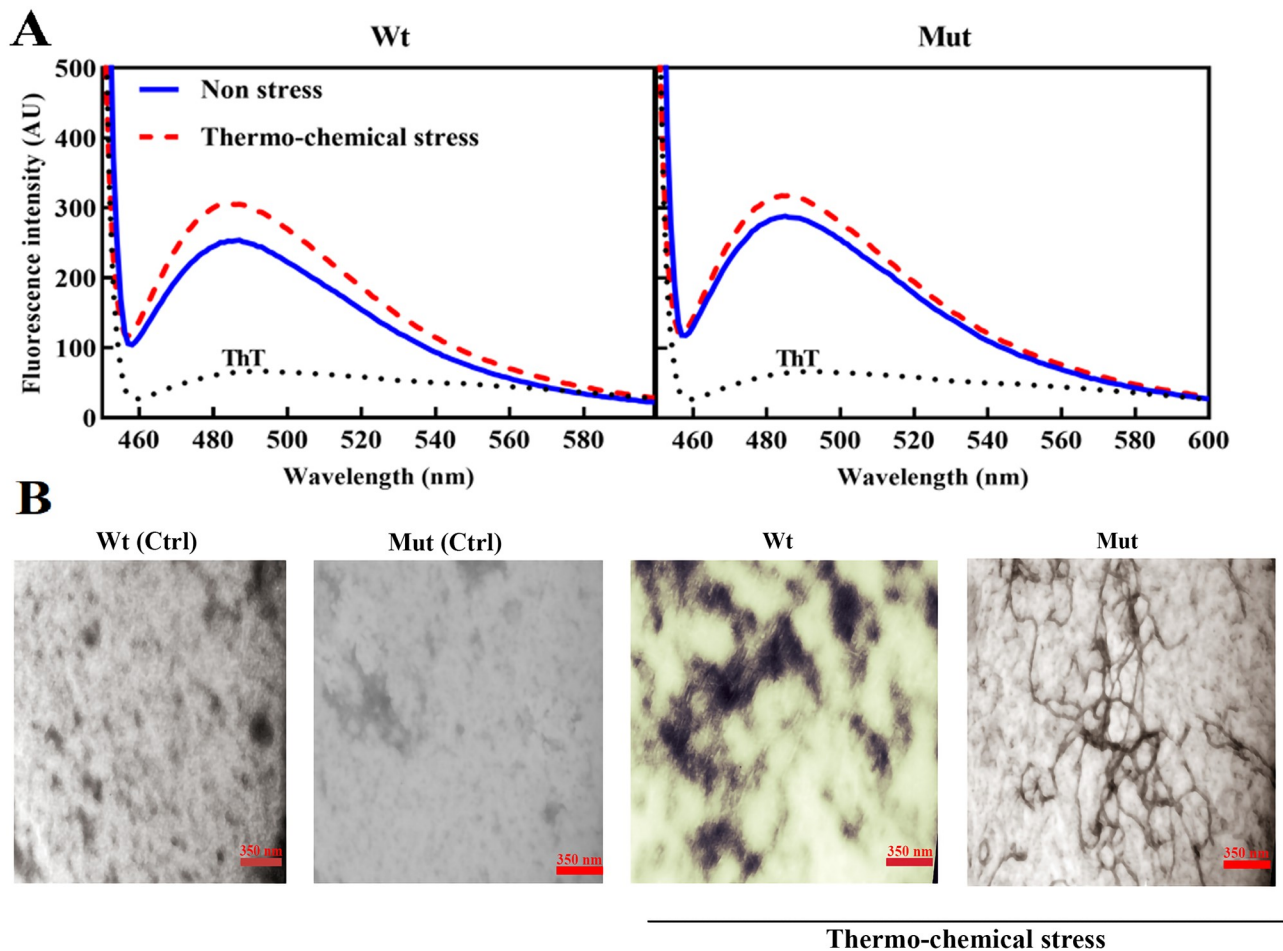 A
Wt
Mut
Fluorescence intensity (AU)
500
400
300
200
100
0
Non stress
Thermo-chemical stress
ThT
ThT
460 480 500 520 540 560 580
460 480 500 520 540 560 580 600
Wavelength (nm)
Wavelength (nm)
B
Wt (Ctrl)
Mut (Ctrl)
Wt
Mut
350 nm
350 nm
350 nm
350 nm
Thermo-chemical stress